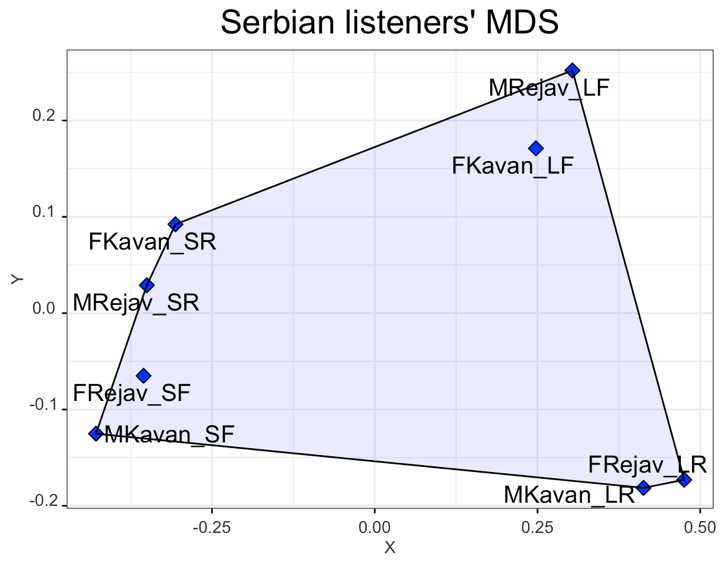 Serbian listeners' MDS
MRejav_LF
0.2
FKavan_LF
0.1
FKavan_SR
Y
MRejav_SR
0.0
FRejav_SF
-0.1
MKavan_SF
FRejav_LR
MKavan_LR
-0.2
-0.25
0.00
0.25
0.50
X